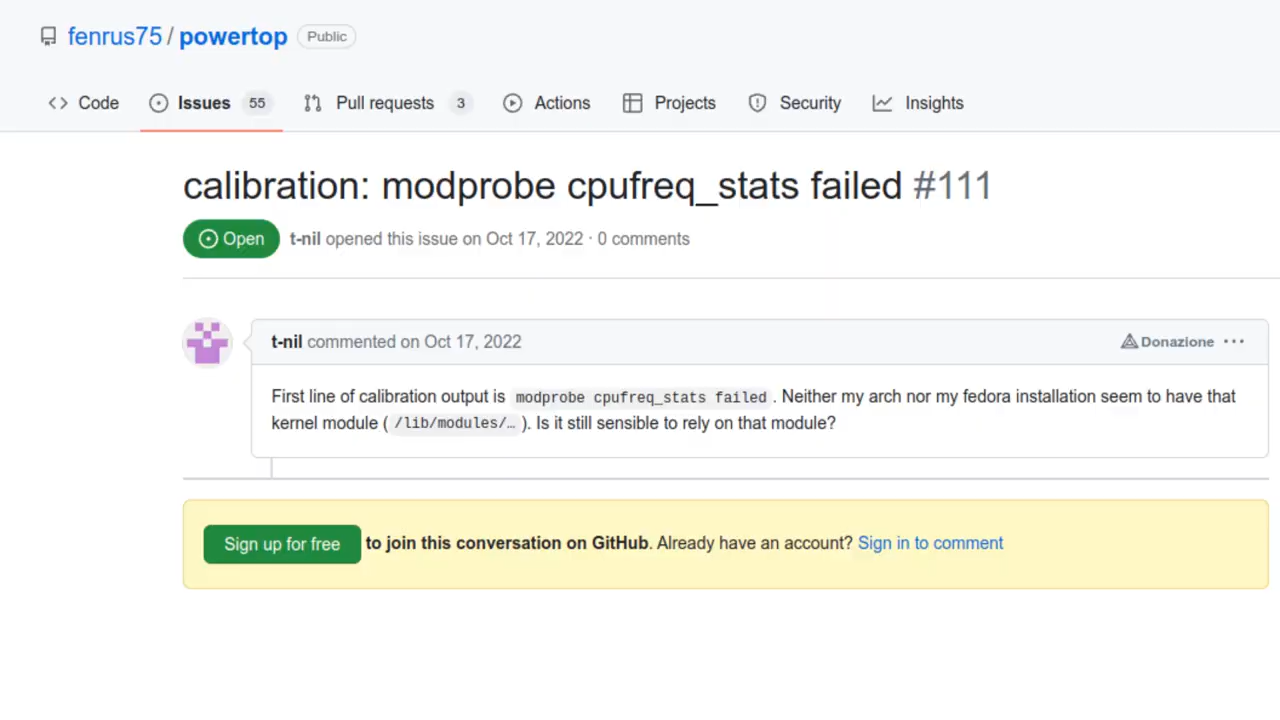 fenrus75 / powertop Public
Code Issues 55 Pull requests 3 Actions Projects Security Insights
calibration: modprobe cpufreq_stats failed #111
Open t-nil opened this issue on Oct 17, 2022 · 0 comments
t-nil commented on Oct 17, 2022 Donazione ···
First line of calibration output is modprobe cpufreq_stats failed . Neither my arch nor my fedora installation seem to have that
kernel module ( /lib/modules/… ). Is it still sensible to rely on that module?
Sign up for free to join this conversation on GitHub. Already have an account? Sign in to comment